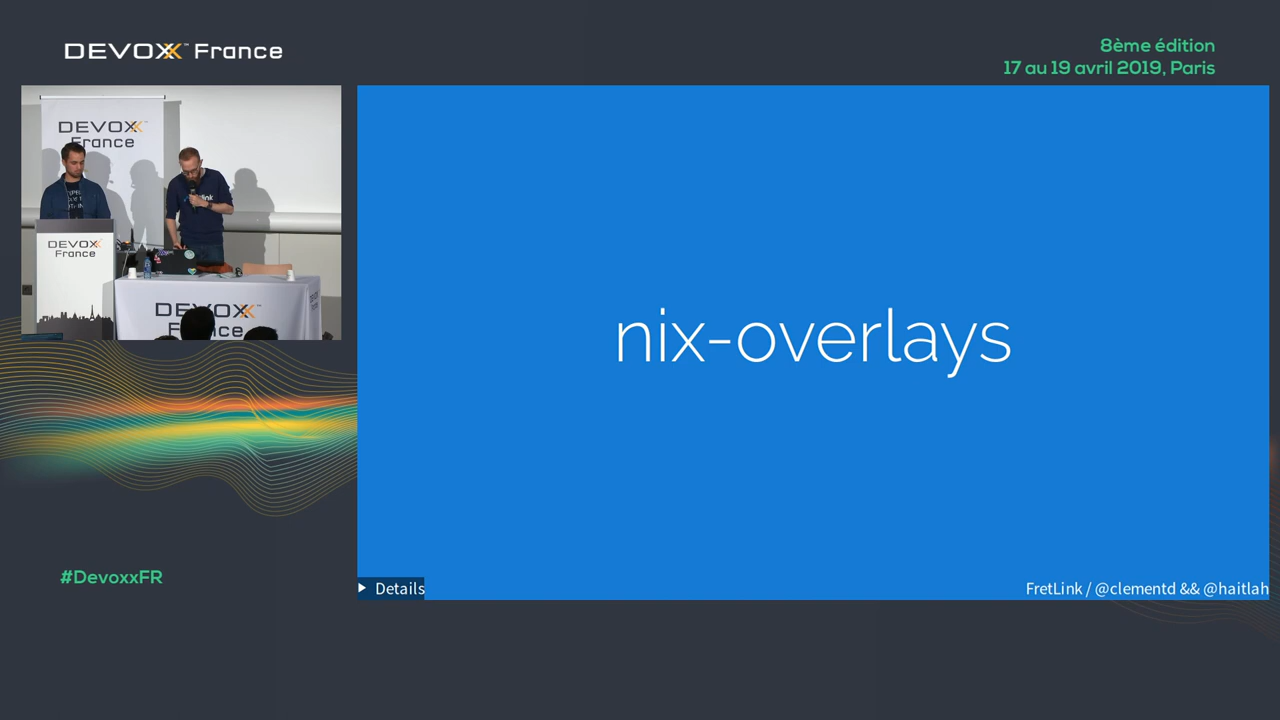 DEVOXX™ France
8ème édition
17 au 19 avril 2019, Paris
DEVOXX
France
DEVOXX
France
DEVOXX
France
nix-overlays
#DevoxxFR
Details
FretLink / @clementd && @haitlah